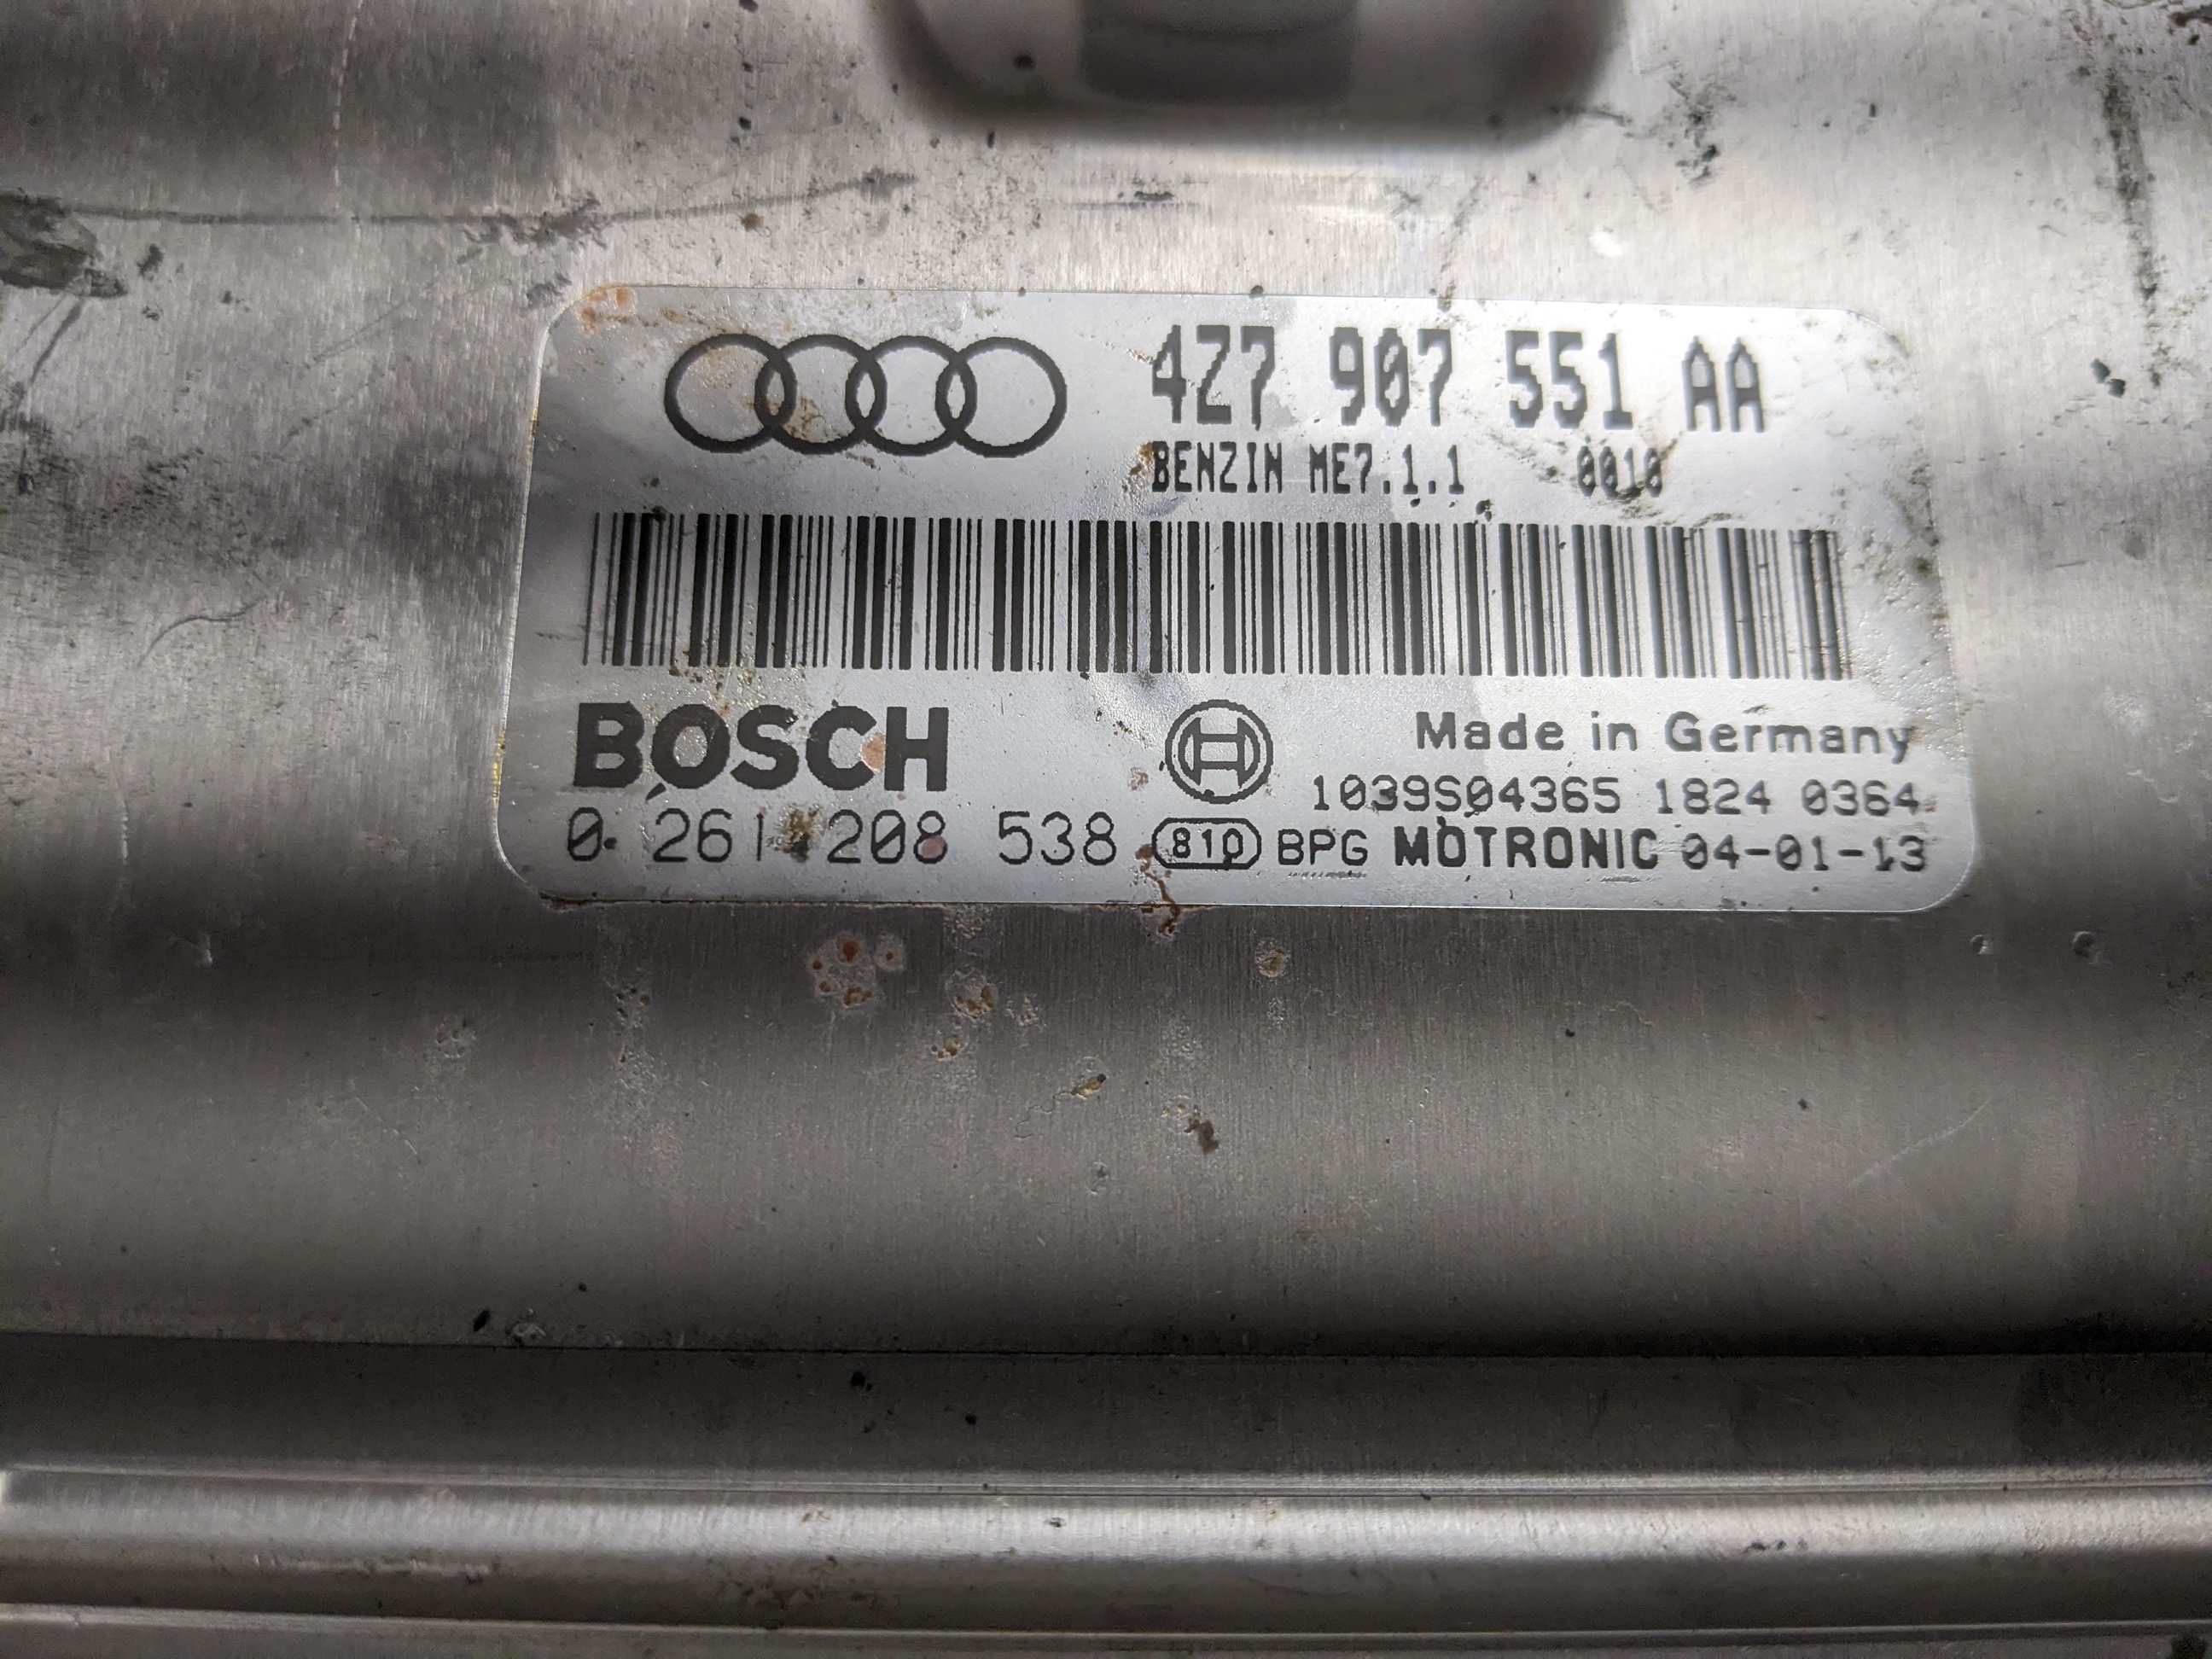 4Z7 907 551 AA
BENZIN ME7.1.1 0010
BOSCH
Made in Germany
1039S04365 1824 0364
0 261 208 538 810 BPG MOTRONIC 04-01-13